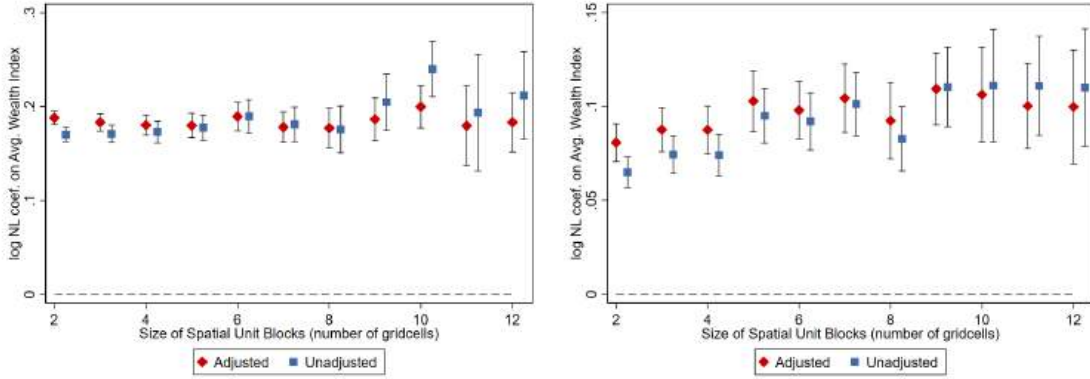 .3
.2
.1
0
log NL coef. on Avg. Wealth Index
2 4 6 8 10 12
Size of Spatial Unit Blocks (number of gridcells)
Adjusted Unadjusted
.15
.1
.05
0
log NL coef. on Avg. Wealth Index
2 4 6 8 10 12
Size of Spatial Unit Blocks (number of gridcells)
Adjusted Unadjusted